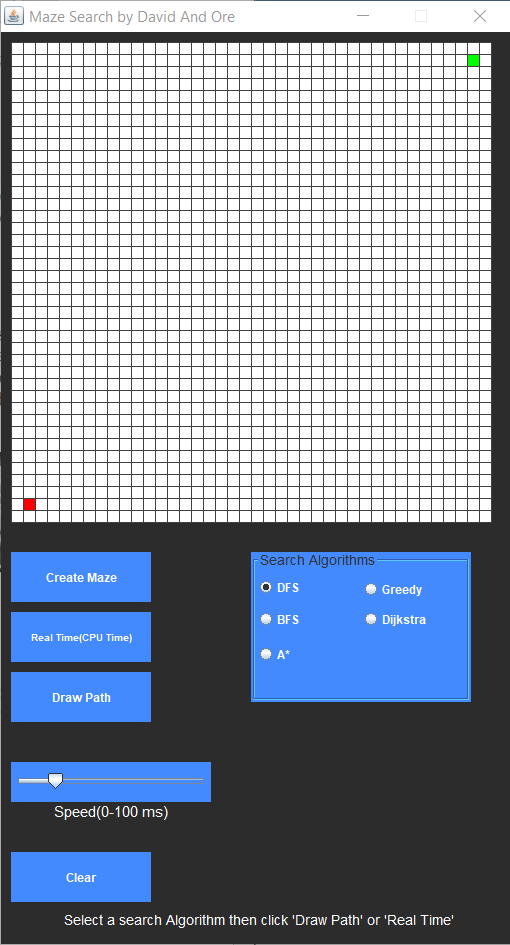 Maze Search by David And Ore
Create Maze
Real Time(CPU Time)
Draw Path
Search Algorithms
DFS
Greedy
BFS
Dijkstra
A*
Speed(0-100 ms)
Clear
Select a search Algorithm then click 'Draw Path' or 'Real Time'